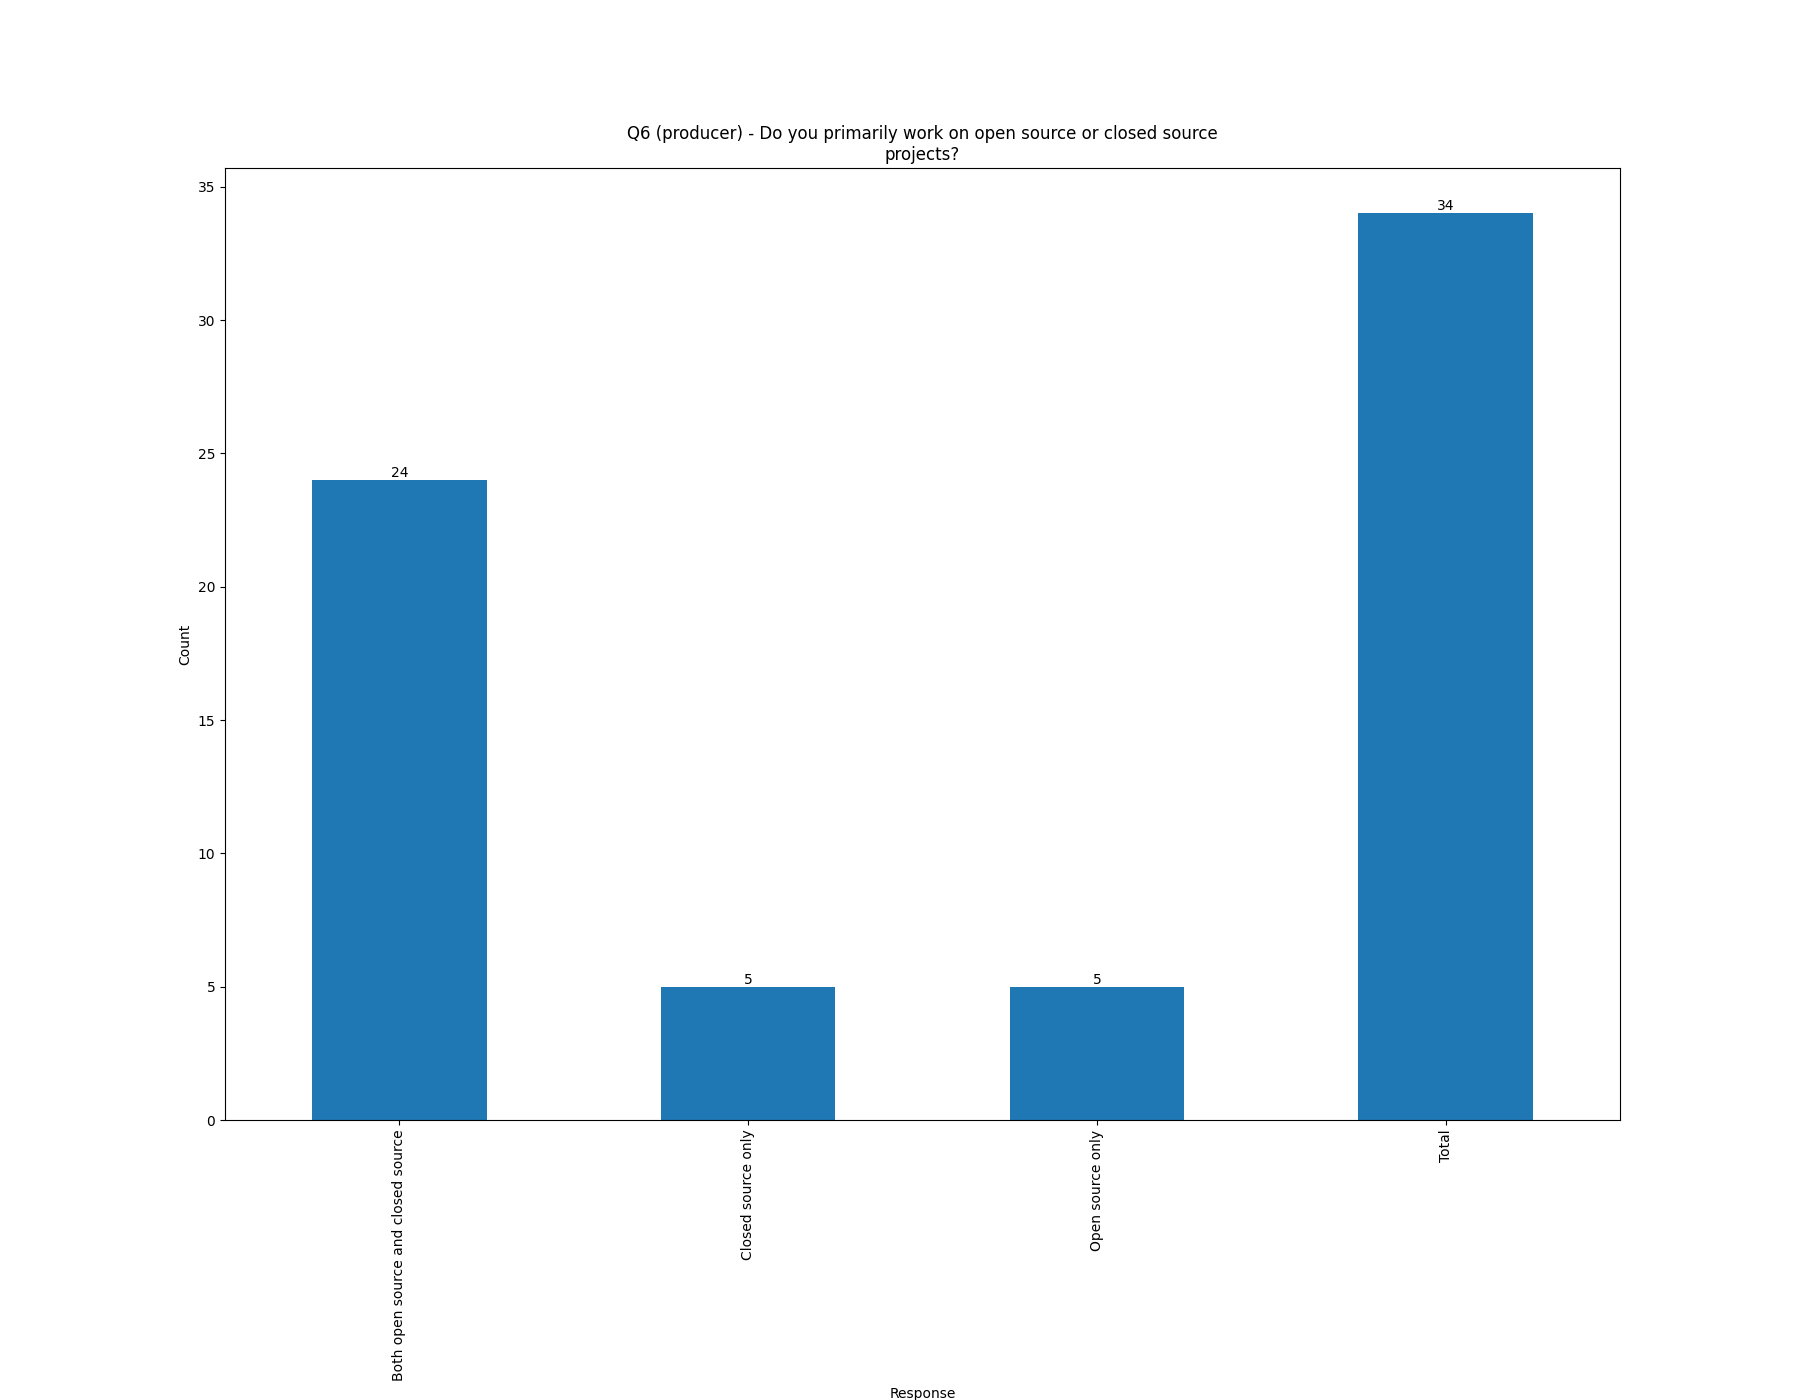 Q6 (producer) - Do you primarily work on open source or closed source
projects?
35
30
25
20
15
10
5
0
Count
24
5
5
34
Both open source and closed source
Closed source only
Open source only
Total
Response